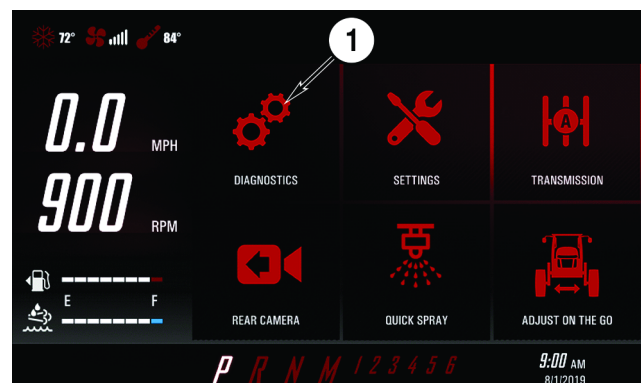 72° 84°
1
0.0 MPH
900 RPM
E F
DIAGNOSTICS
SETTINGS
A
TRANSMISSION
REAR CAMERA
QUICK SPRAY
ADJUST ON THE GO
P R N M 1 2 3 4 5 6
9:00 AM
8/1/2019